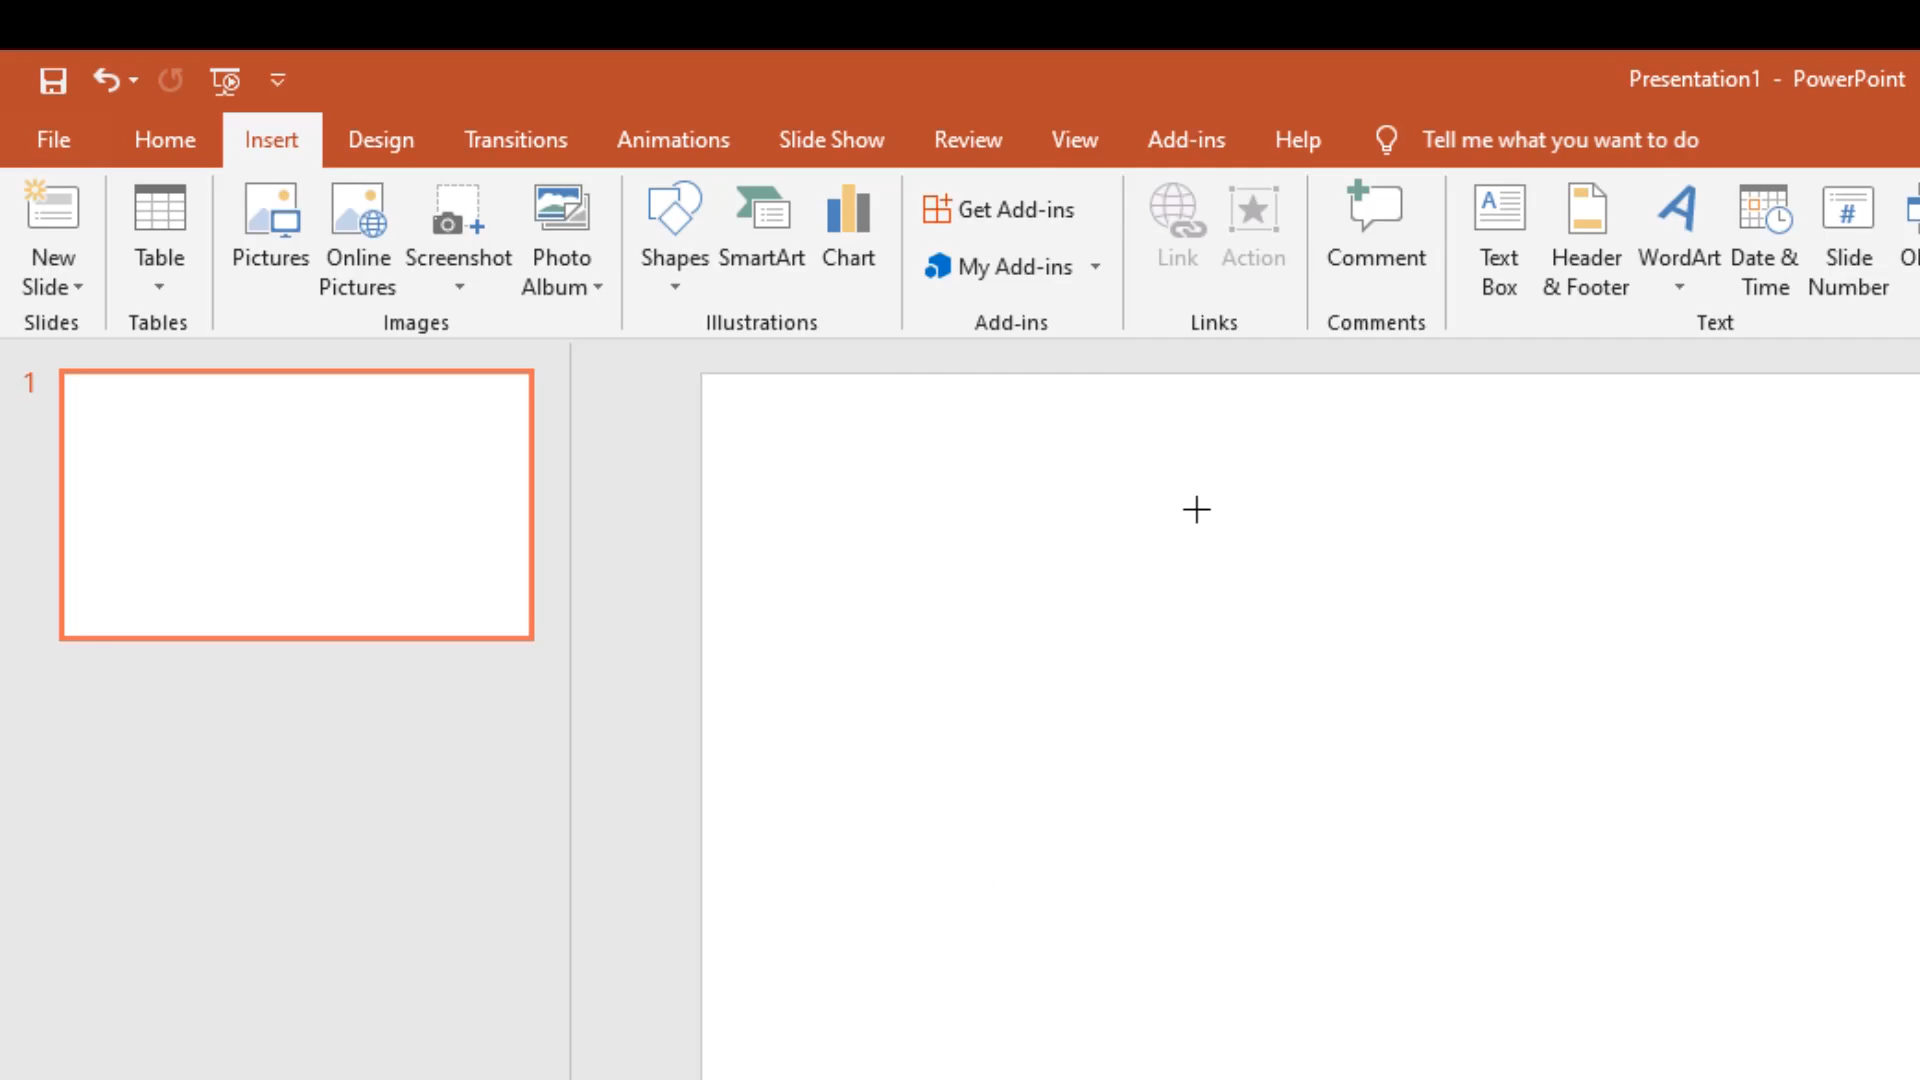 Presentation1 - PowerPoint
File Home Insert Design Transitions Animations Slide Show Review View Add-ins Help Tell me what you want to do
New Slide
Table
Pictures
Online Pictures
Screenshot
Photo Album
Shapes
SmartArt
Chart
Get Add-ins
My Add-ins
Link
Action
Comment
Text Box
Header & Footer
A
WordArt
Date & Time
#
Slide Number
Slides Tables Images Illustrations Add-ins Links Comments Text
1